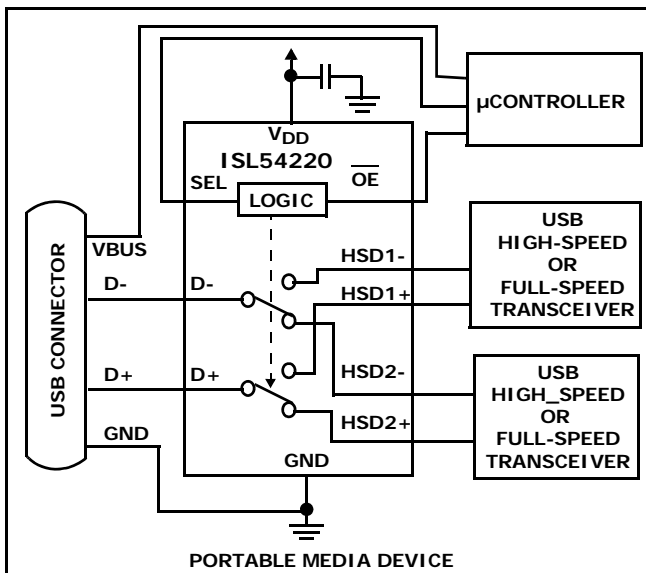 µCONTROLLER
VDD
ISL54220
SEL
OE
LOGIC
USB CONNECTOR
VBUS
D-
D-
D+
D+
GND
HSD1-
HSD1+
HSD2-
HSD2+
GND
USB
HIGH-SPEED
OR
FULL-SPEED
TRANSCEIVER
USB
HIGH_SPEED
OR
FULL-SPEED
TRANSCEIVER
PORTABLE MEDIA DEVICE